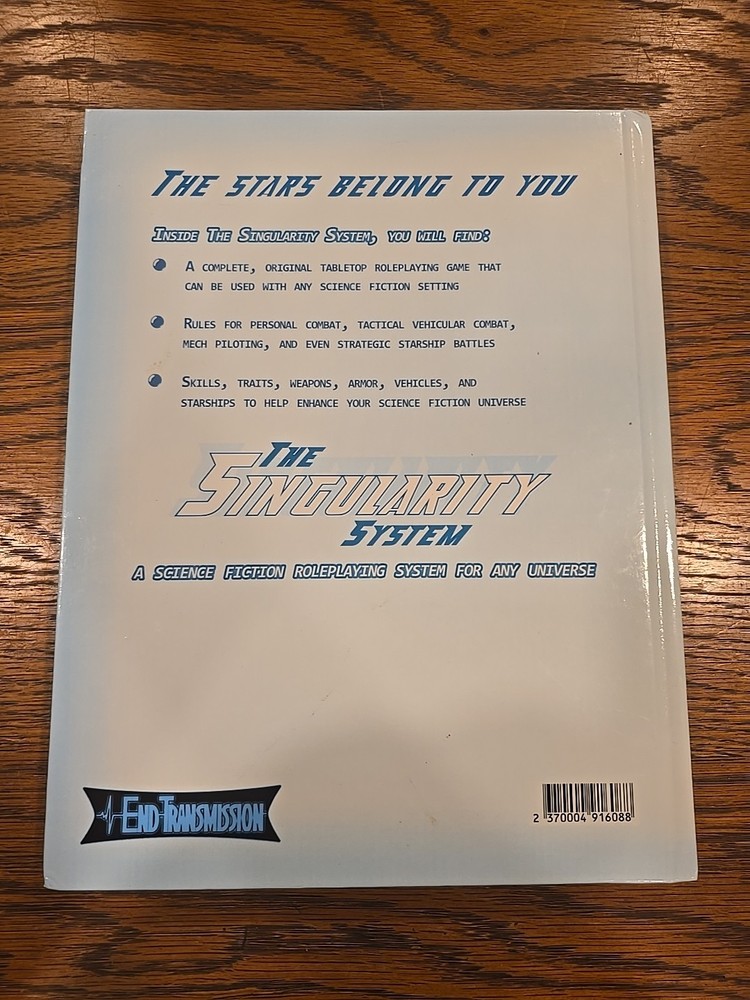 The stars belong to you
Inside The Singularity System, you will find:
A complete, original tabletop roleplaying game that
can be used with any science fiction setting
Rules for personal combat, tactical vehicular combat,
mech piloting, and even strategic starship battles
Skills, traits, weapons, armor, vehicles, and
starships to help enhance your science fiction universe
The
Singularity
System
A science fiction roleplaying system for any universe
End Transmission
2 370004 916088